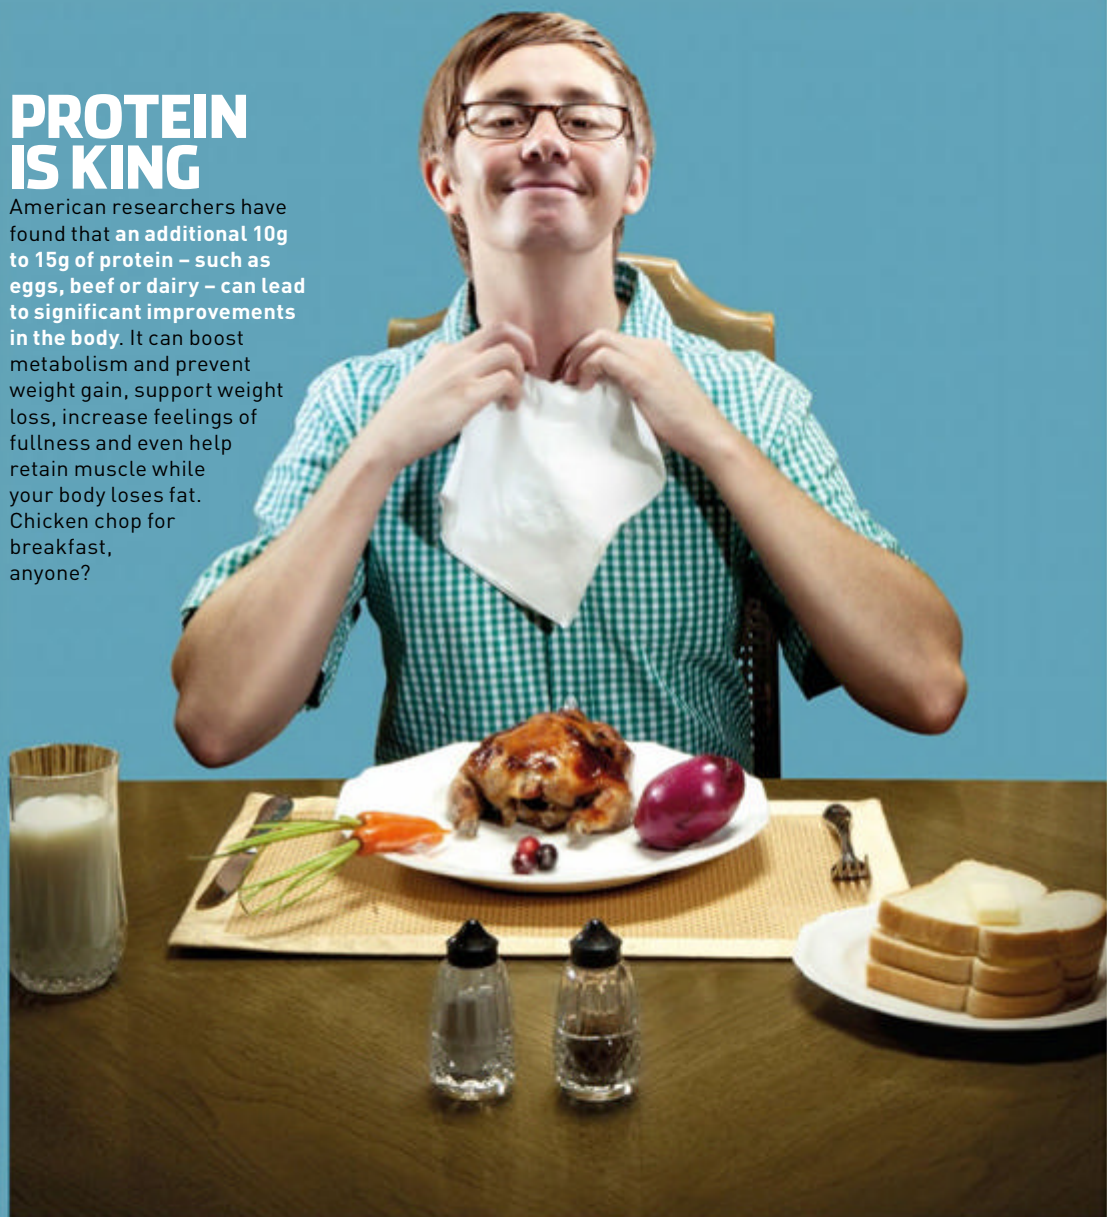 PROTEIN
IS KING
American researchers have
found that an additional 10g
to 15g of protein – such as
eggs, beef or dairy – can lead
to significant improvements
in the body. It can boost
metabolism and prevent
weight gain, support weight
loss, increase feelings of
fullness and even help
retain muscle while
your body loses fat.
Chicken chop for
breakfast,
anyone?